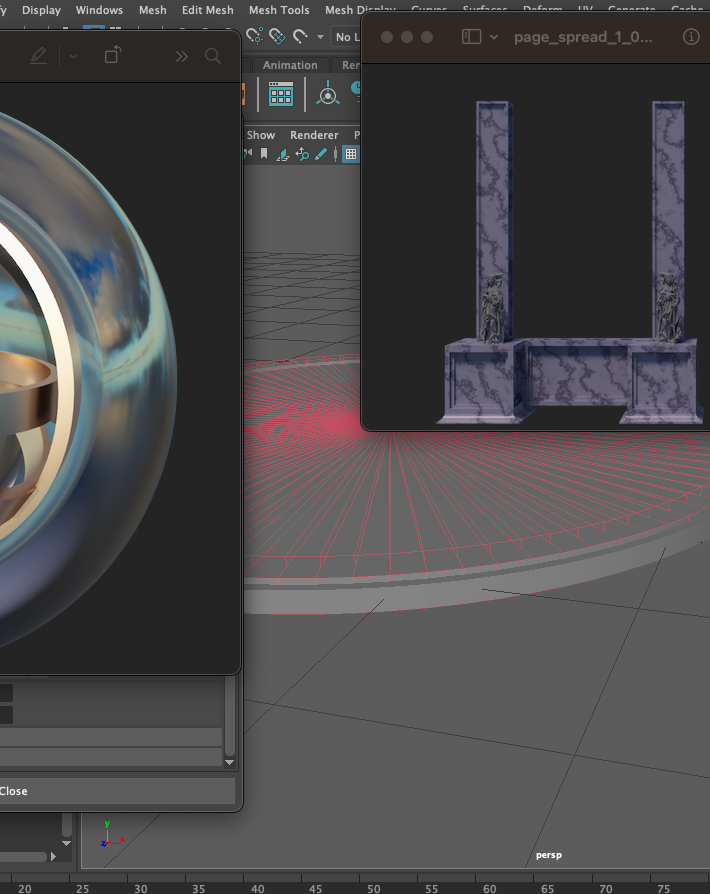 Display Windows Mesh Edit Mesh Mesh Tools Mesh Display Curves Surfaces Deform UV Generate Cache
page_spread_1_0...
No L
Animation Ren
Show Renderer P
Close
persp
y
x
z
20 25 30 35 40 45 50 55 60 65 70 75